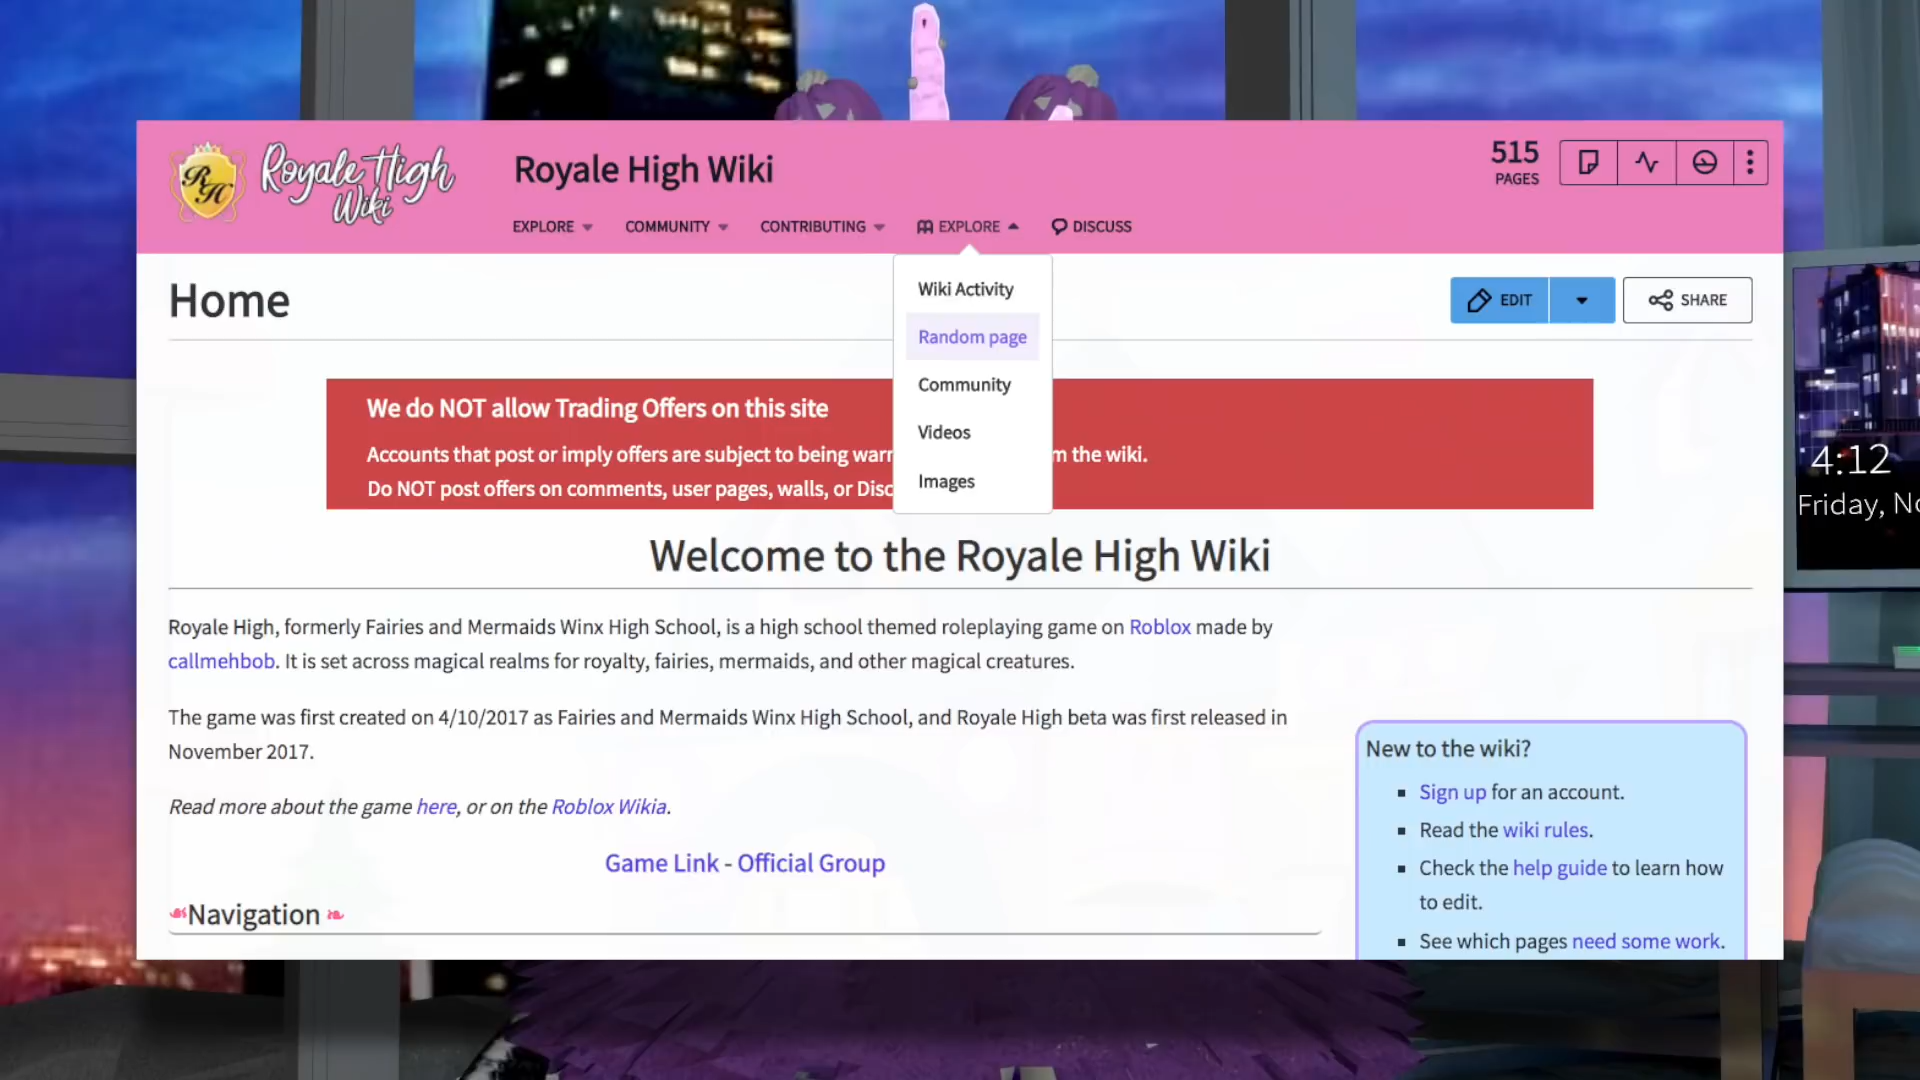 Royale High
Wiki
Royale High Wiki
515
PAGES
EXPLORE
COMMUNITY
CONTRIBUTING
EXPLORE
DISCUSS
Home
Wiki Activity
Random page
Community
Videos
Images
EDIT
SHARE
We do NOT allow Trading Offers on this site
Accounts that post or imply offers are subject to being warn m the wiki.
Do NOT post offers on comments, user pages, walls, or Disc
4:12
Friday, No
Welcome to the Royale High Wiki
Royale High, formerly Fairies and Mermaids Winx High School, is a high school themed roleplaying game on Roblox made by
callmehbob. It is set across magical realms for royalty, fairies, mermaids, and other magical creatures.
The game was first created on 4/10/2017 as Fairies and Mermaids Winx High School, and Royale High beta was first released in
November 2017.
Read more about the game here, or on the Roblox Wikia.
Game Link - Official Group
Navigation
New to the wiki?
Sign up for an account.
Read the wiki rules.
Check the help guide to learn how
to edit.
See which pages need some work.